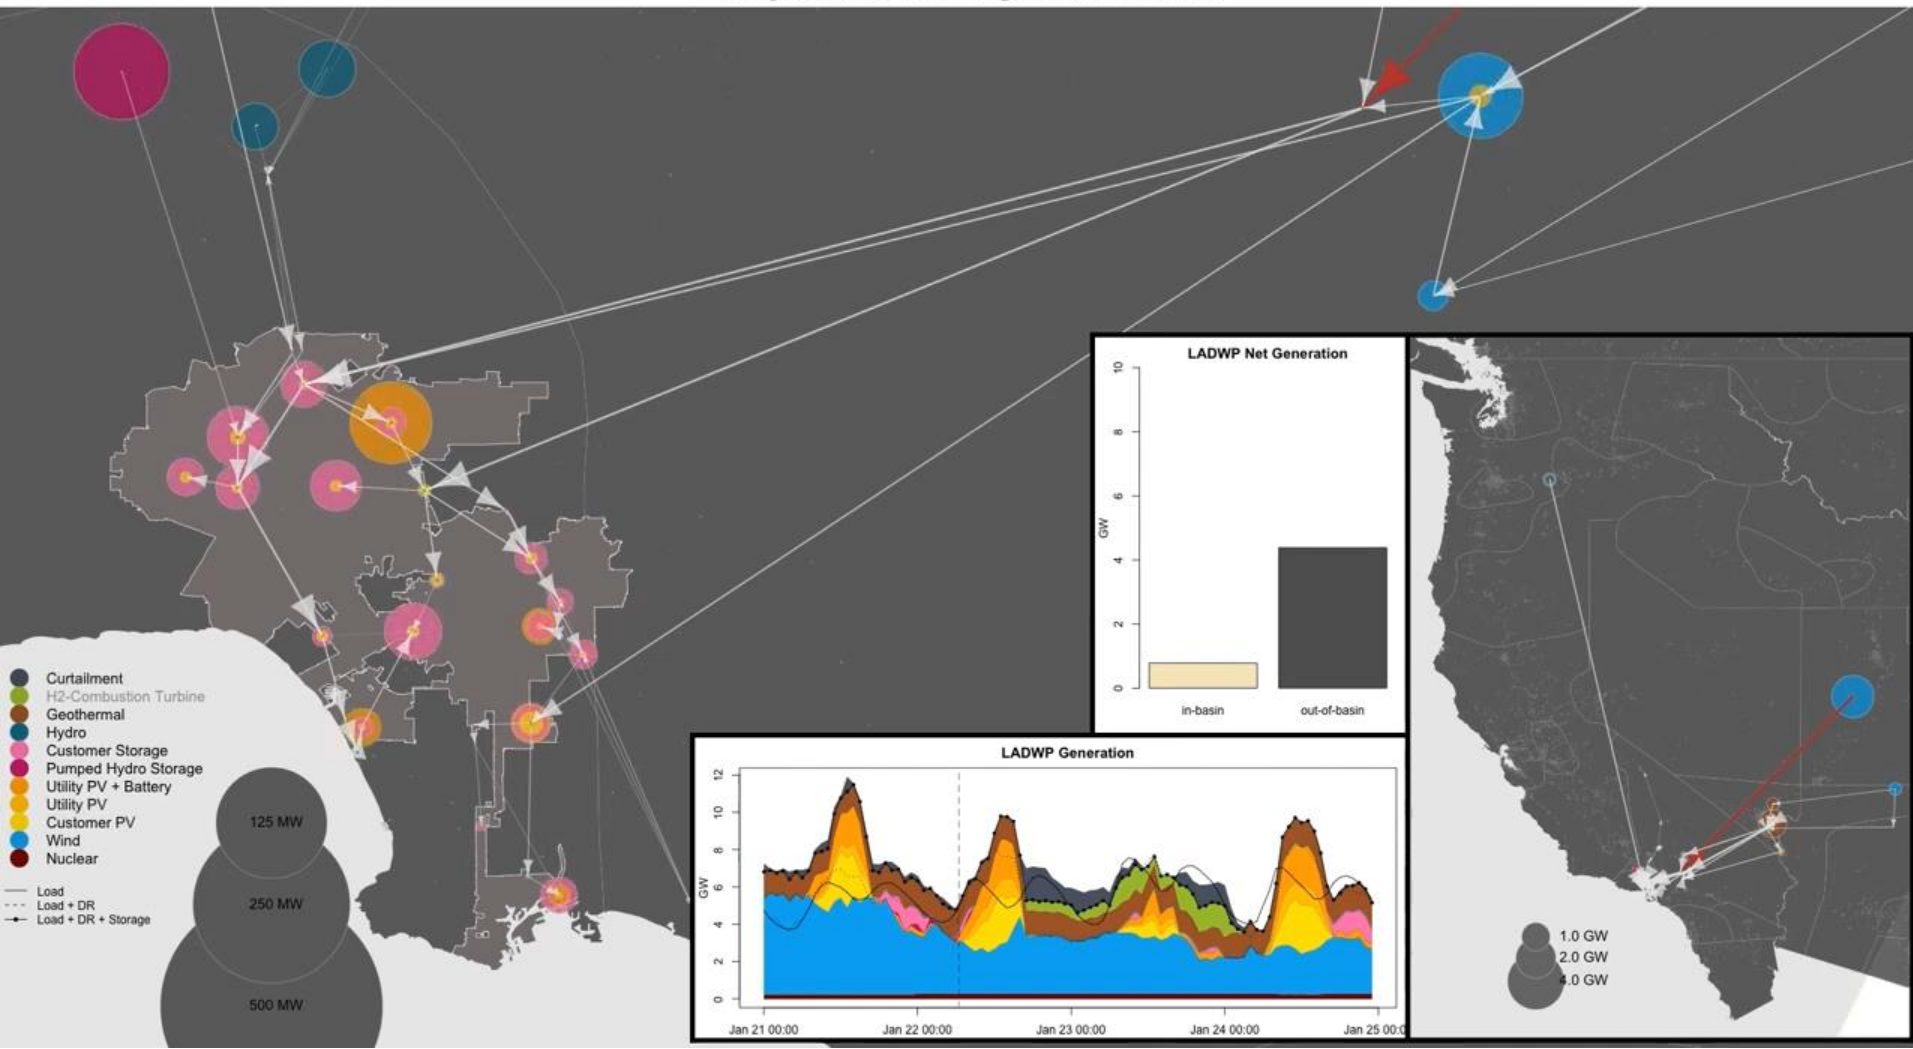 Curtailment
H2-Combustion Turbine
Geothermal
Hydro
Customer Storage
Pumped Hydro Storage
Utility PV + Battery
Utility PV
Customer PV
Wind
Nuclear
Load
Load + DR
Load + DR + Storage
125 MW
250 MW
500 MW
LADWP Net Generation
GW
0
2
4
6
8
10
in-basin
out-of-basin
LADWP Generation
GW
0
2
4
6
8
10
12
Jan 21 00:00
Jan 22 00:00
Jan 23 00:00
Jan 24 00:00
Jan 25 00:0
1.0 GW
2.0 GW
4.0 GW